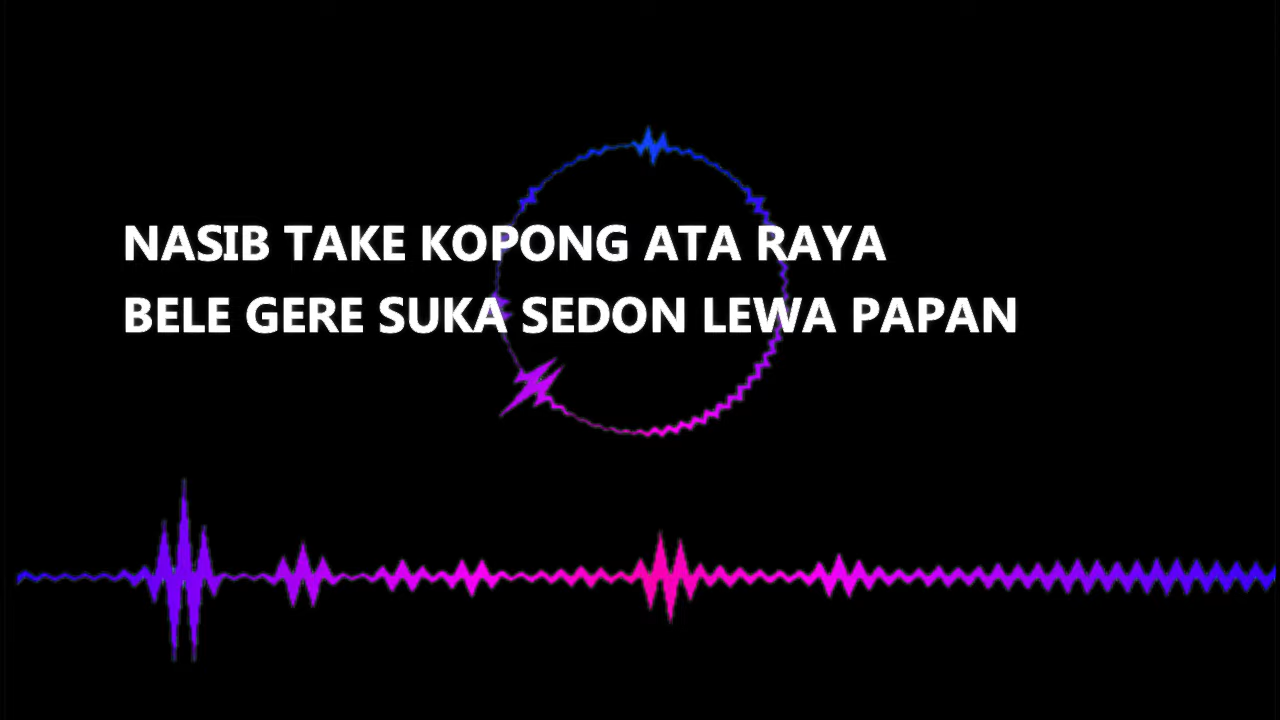 NASIB TAKE KOPONG ATA RAYA
BELE GERE SUKA SEDON LEWA PAPAN